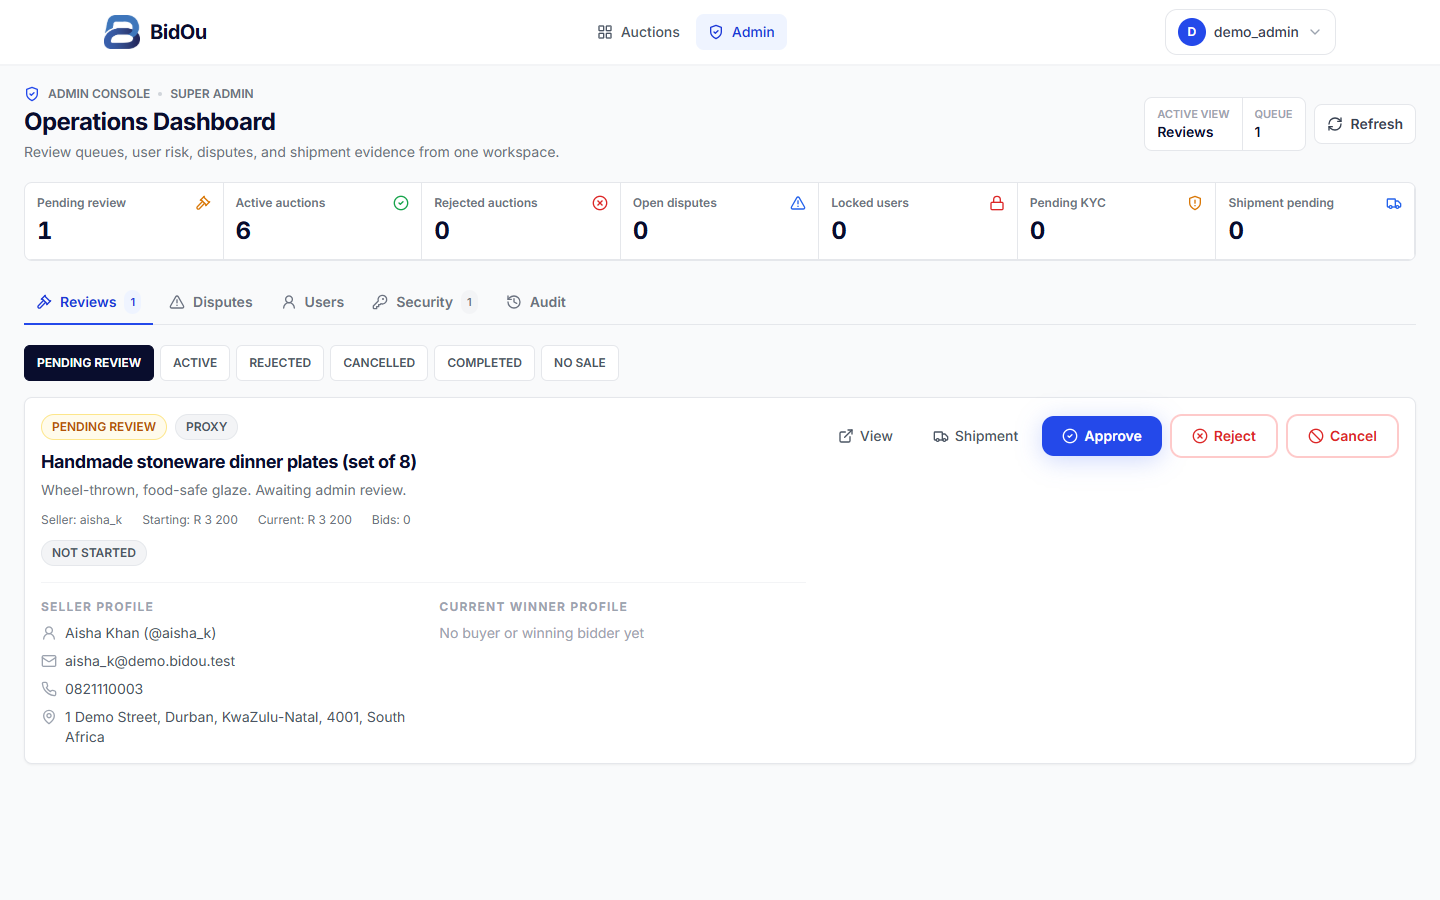 BidOu
Auctions
Admin
D
demo_admin
ADMIN CONSOLE • SUPER ADMIN
Operations Dashboard
Review queues, user risk, disputes, and shipment evidence from one workspace.
ACTIVE VIEW
Reviews
QUEUE
1
Refresh
Pending review
1
Active auctions
6
Rejected auctions
0
Open disputes
0
Locked users
0
Pending KYC
0
Shipment pending
0
Reviews 1
Disputes
Users
Security 1
Audit
PENDING REVIEW
ACTIVE
REJECTED
CANCELLED
COMPLETED
NO SALE
PENDING REVIEW
PROXY
View
Shipment
Approve
Reject
Cancel
Handmade stoneware dinner plates (set of 8)
Wheel-thrown, food-safe glaze. Awaiting admin review.
Seller: aisha_k Starting: R 3 200 Current: R 3 200 Bids: 0
NOT STARTED
SELLER PROFILE
Aisha Khan (@aisha_k)
aisha_k@demo.bidou.test
0821110003
1 Demo Street, Durban, KwaZulu-Natal, 4001, South
Africa
CURRENT WINNER PROFILE
No buyer or winning bidder yet